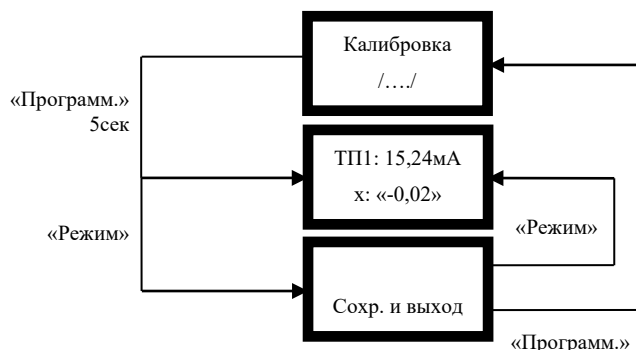 Калибровка
/…./
«Программ.»
5сек
ТП1: 15,24мА
х: «-0,02»
«Режим»
«Режим»
Сохр. и выход
«Программ.»